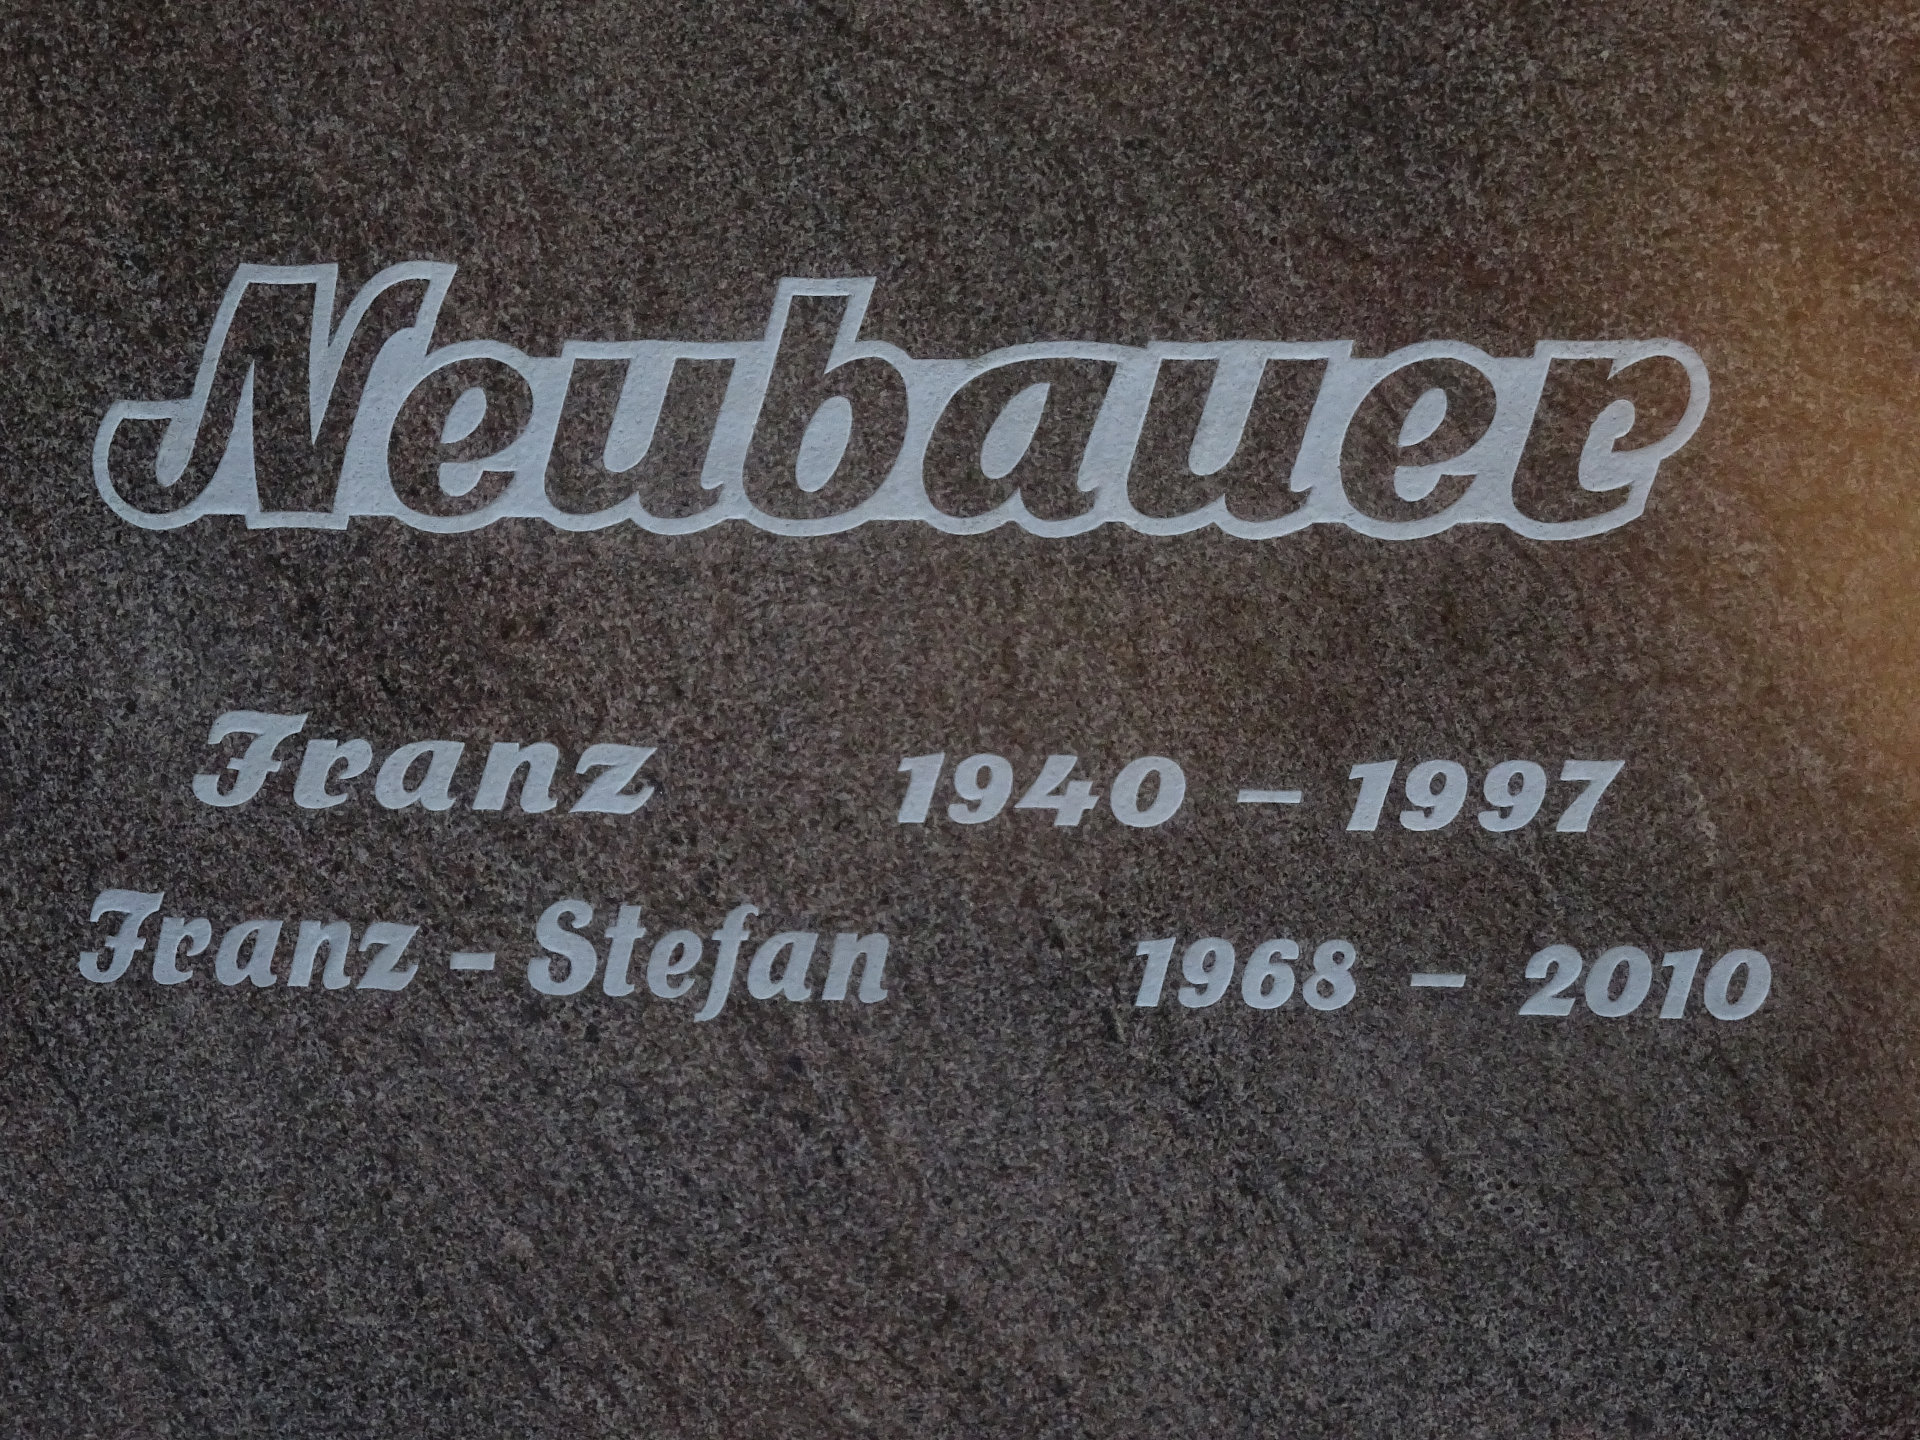 Neubauer
Franz 1940 – 1997
Franz - Stefan 1968 – 2010